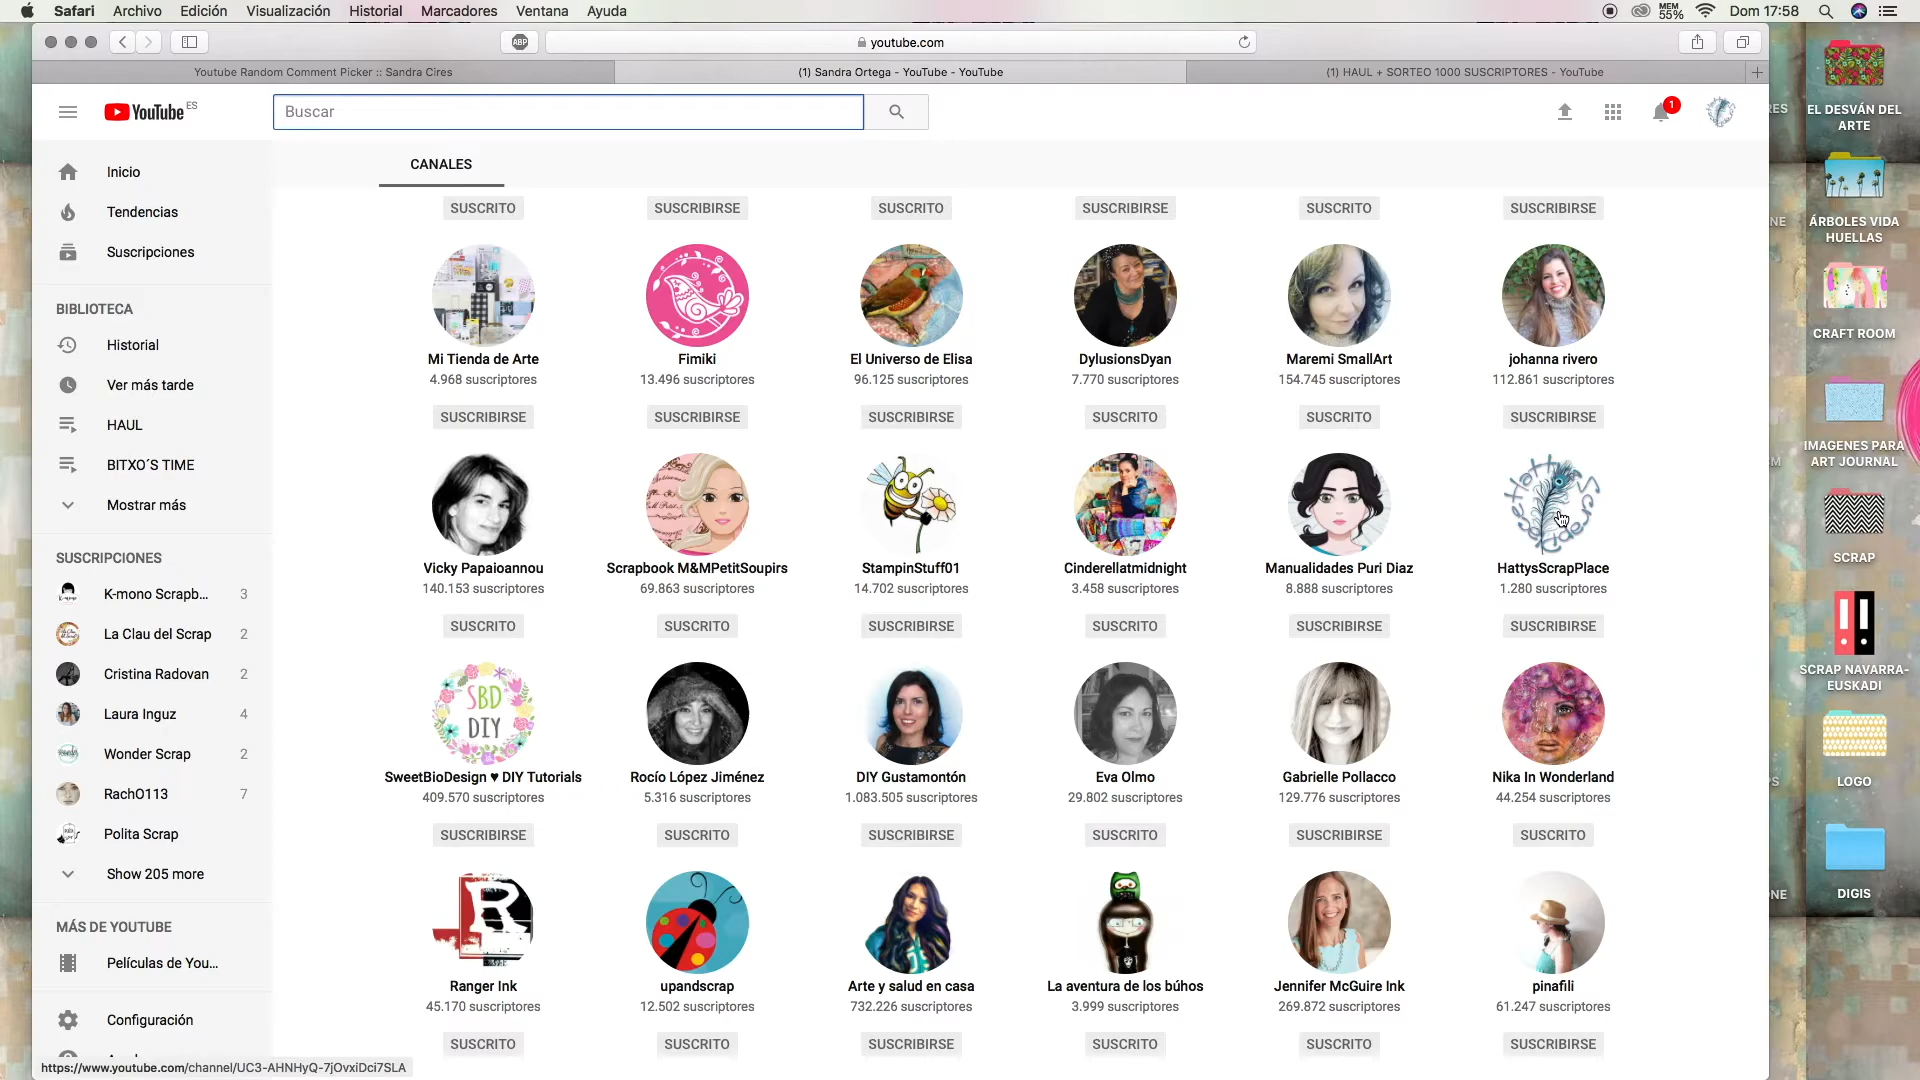 Safari Archivo Edición Visualización Historial Marcadores Ventana Ayuda MEM 55% Dom 17:58
ABP youtube.com
Youtube Random Comment Picker :: Sandra Cires (1) Sandra Ortega - YouTube - YouTube (1) HAUL + SORTEO 1000 SUSCRIPTORES - YouTube
YouTube ES Buscar 1
CANALES
Inicio
Tendencias
Suscripciones
BIBLIOTECA
Historial
Ver más tarde
HAUL
BITXO´S TIME
Mostrar más
SUSCRIPCIONES
K-mono Scrapb... 3
La Clau del Scrap 2
Cristina Radovan 2
Laura Inguz 4
Wonder Scrap 2
RachO113 7
Polita Scrap
Show 205 more
MÁS DE YOUTUBE
Películas de You...
Configuración
https://www.youtube.com/channel/UC3-AHNHyQ-7jOvxiDci7SLA
SUSCRITO SUSCRIBIRSE SUSCRITO SUSCRIBIRSE SUSCRITO SUSCRIBIRSE
Mi Tienda de Arte Fimiki El Universo de Elisa DylusionsDyan Maremi SmallArt johanna rivero
4.968 suscriptores 13.496 suscriptores 96.125 suscriptores 7.770 suscriptores 154.745 suscriptores 112.861 suscriptores
SUSCRIBIRSE SUSCRIBIRSE SUSCRIBIRSE SUSCRITO SUSCRITO SUSCRIBIRSE
Hatt Scrap
Vicky Papaioannou Scrapbook M&MPetitSoupirs StampinStuff01 Cinderellatmidnight Manualidades Puri Diaz HattysScrapPlace
140.153 suscriptores 69.863 suscriptores 14.702 suscriptores 3.458 suscriptores 8.888 suscriptores 1.280 suscriptores
SUSCRITO SUSCRITO SUSCRIBIRSE SUSCRITO SUSCRIBIRSE SUSCRIBIRSE
SBD
DIY
SweetBioDesign ♥ DIY Tutorials Rocío López Jiménez DIY Gustamontón Eva Olmo Gabrielle Pollacco Nika In Wonderland
409.570 suscriptores 5.316 suscriptores 1.083.505 suscriptores 29.802 suscriptores 129.776 suscriptores 44.254 suscriptores
SUSCRIBIRSE SUSCRITO SUSCRIBIRSE SUSCRITO SUSCRIBIRSE SUSCRITO
R
Ranger Ink upandscrap Arte y salud en casa La aventura de los búhos Jennifer McGuire Ink pinafili
45.170 suscriptores 12.502 suscriptores 732.226 suscriptores 3.999 suscriptores 269.872 suscriptores 61.247 suscriptores
SUSCRITO SUSCRITO SUSCRIBIRSE SUSCRITO SUSCRITO SUSCRIBIRSE
EL DESVÁN DEL
ARTE
ÁRBOLES VIDA
HUELLAS
CRAFT ROOM
IMAGENES PARA
ART JOURNAL
SCRAP
SCRAP NAVARRA-
EUSKADI
LOGO
DIGIS